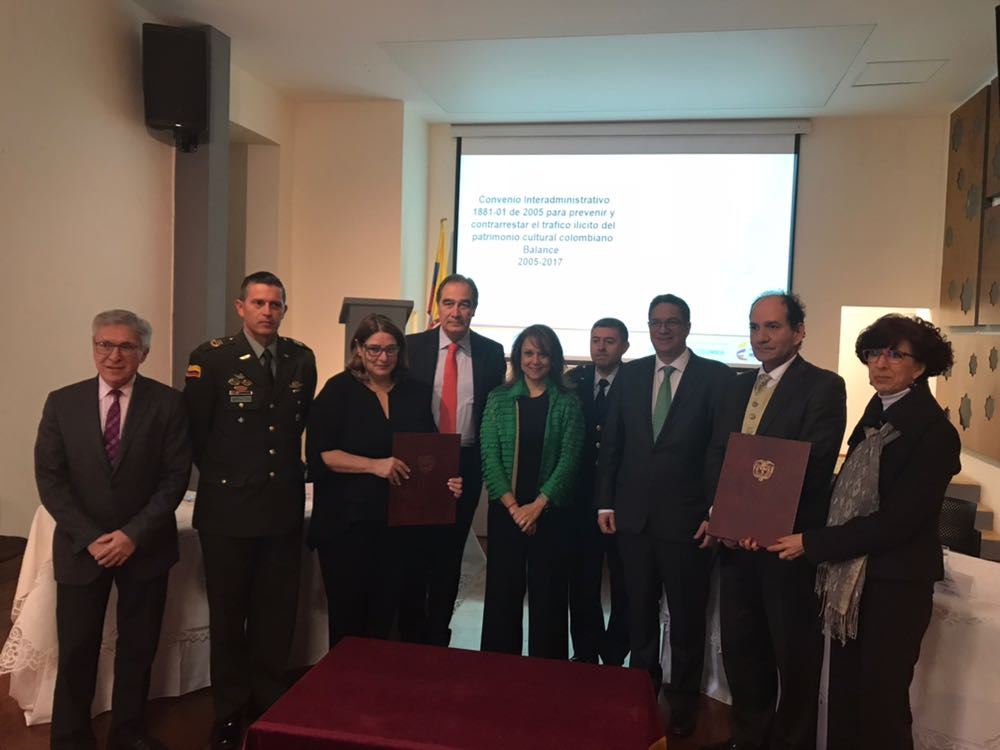 Convenio Interadministrativo
1881-01 de 2005 para prevenir y
contrarrestar el trafico ilicito del
patrimonio cultural colombiano
Balance
2005-2017